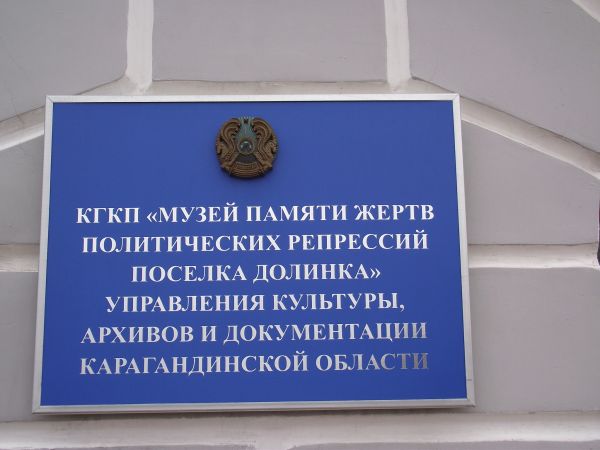 КГКП «МУЗЕЙ ПАМЯТИ ЖЕРТВ
ПОЛИТИЧЕСКИХ РЕПРЕССИЙ
ПОСЕЛКА ДОЛИНКА»
УПРАВЛЕНИЯ КУЛЬТУРЫ,
АРХИВОВ И ДОКУМЕНТАЦИИ
КАРАГАНДИНСКОЙ ОБЛАСТИ